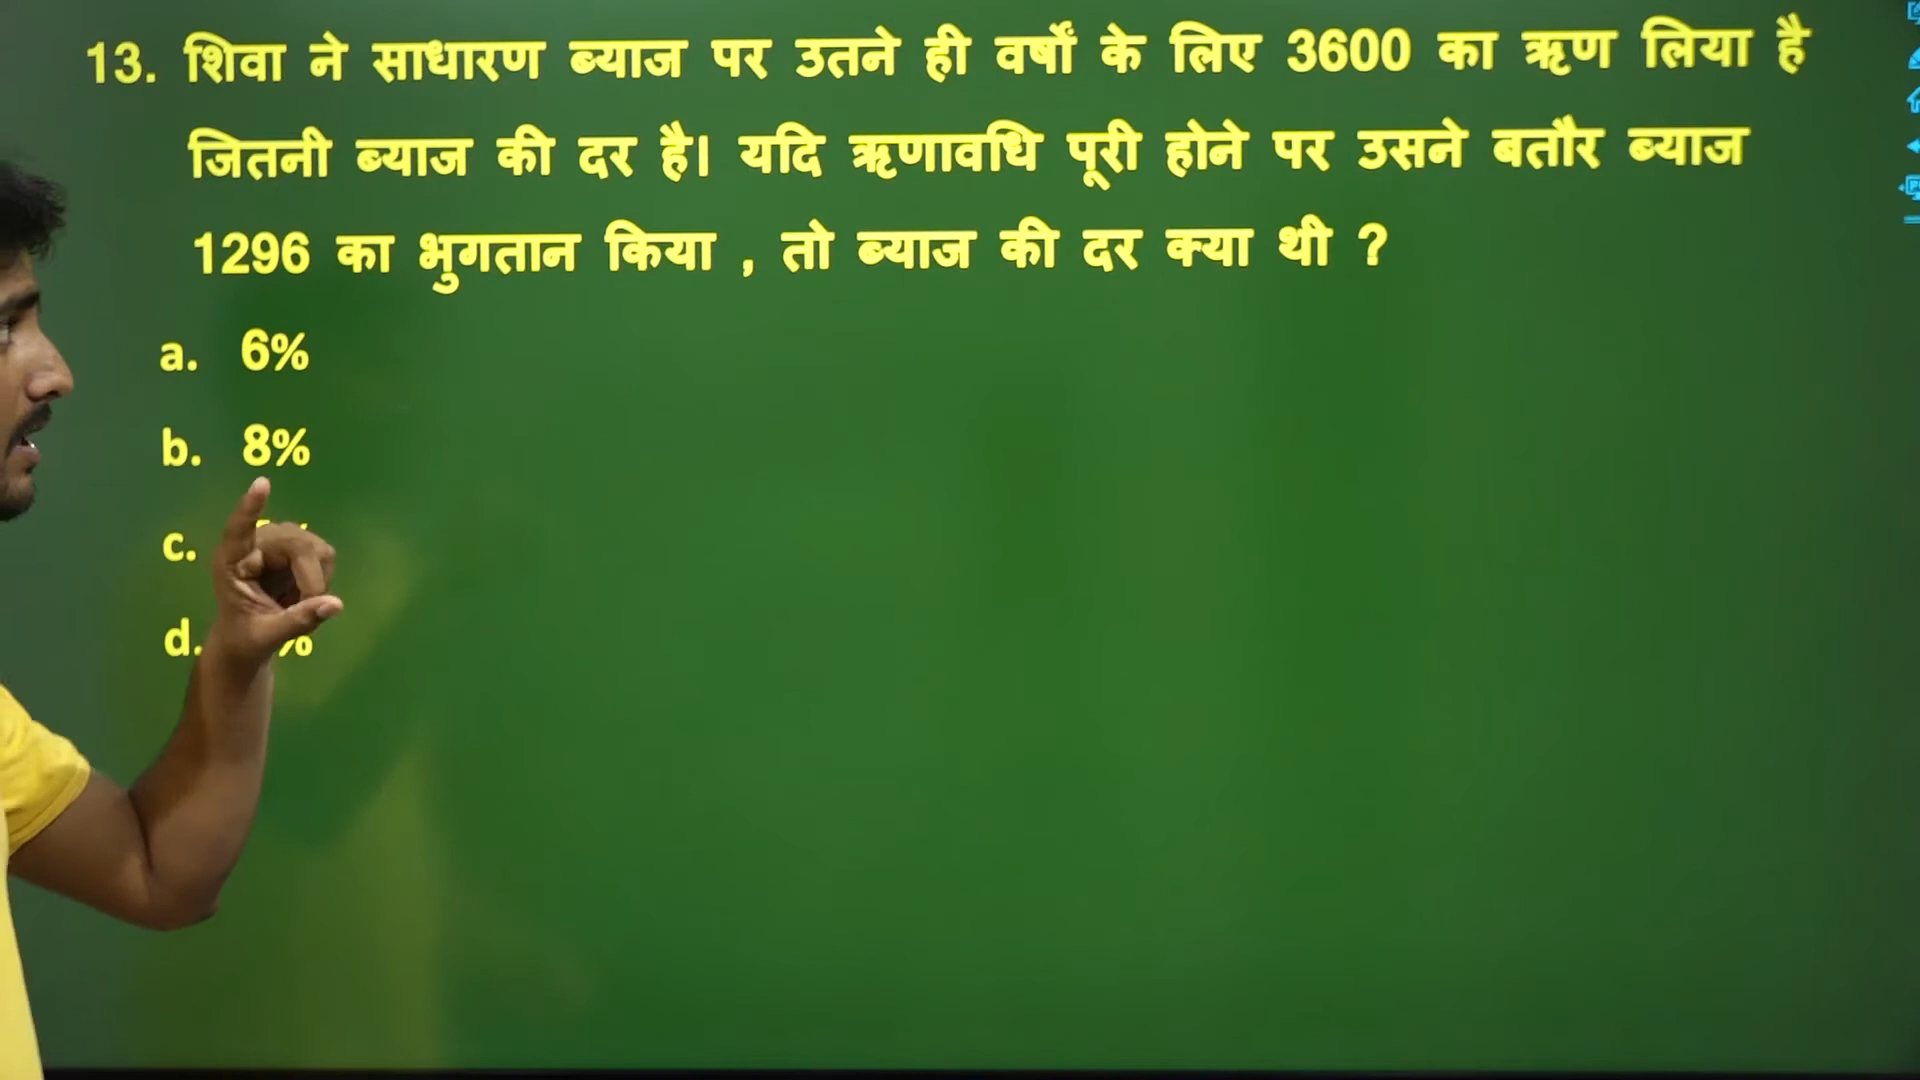 13. शिवा ने साधारण ब्याज पर उतने ही वर्षों के लिए 3600 का ऋण लिया है
जितनी ब्याज की दर है। यदि ऋणावधि पूरी होने पर उसने बतौर ब्याज
1296 का भुगतान किया , तो ब्याज की दर क्या थी ?
a. 6%
b. 8%
c.
d. %